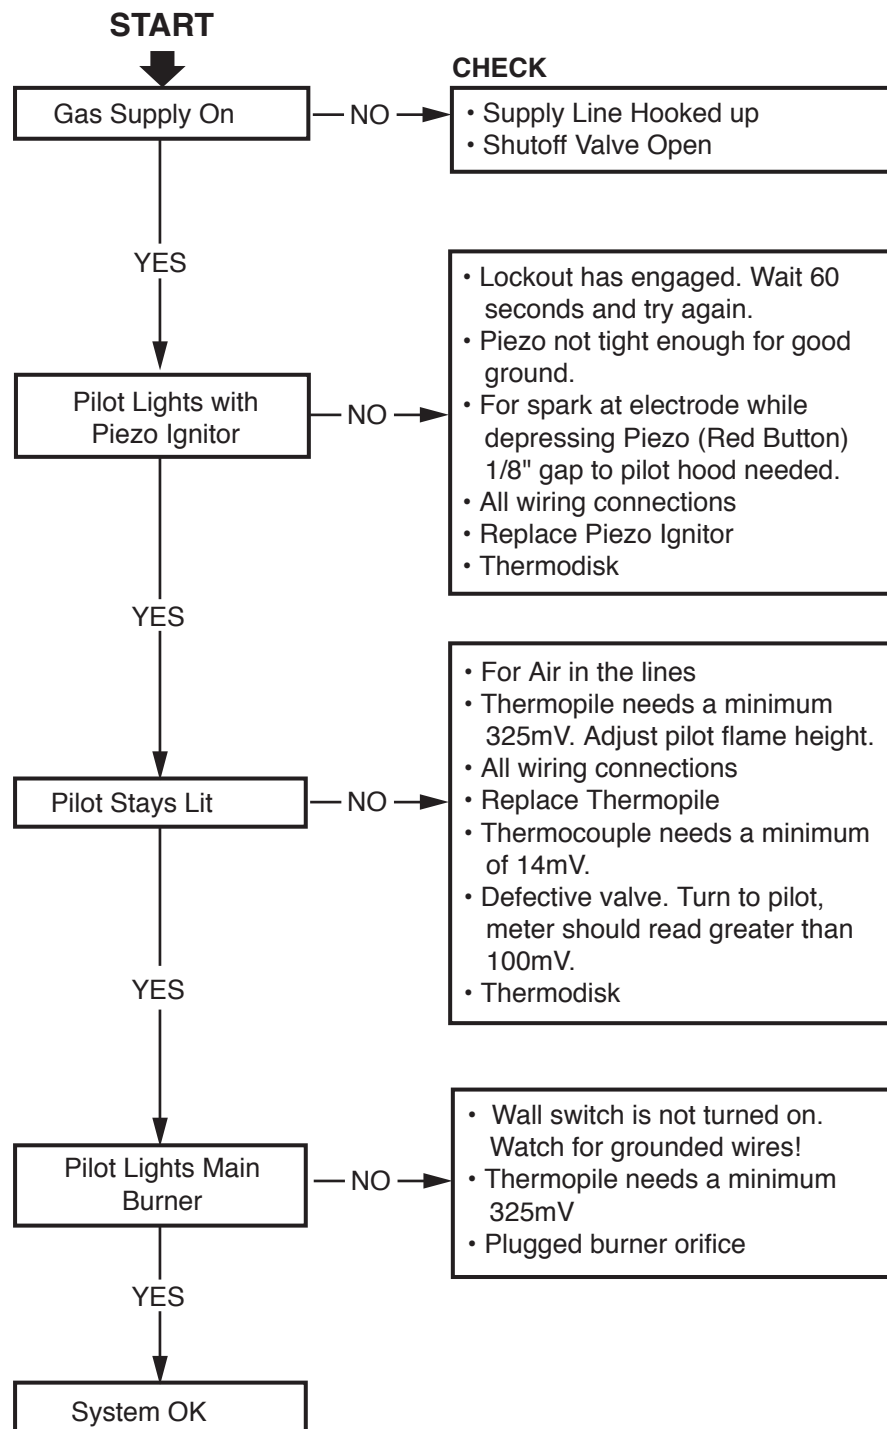 START
CHECK
Gas Supply On
NO
• Supply Line Hooked up
• Shutoff Valve Open
YES
Pilot Lights with
Piezo Ignitor
NO
• Lockout has engaged. Wait 60
seconds and try again.
• Piezo not tight enough for good
ground.
• For spark at electrode while
depressing Piezo (Red Button)
1/8" gap to pilot hood needed.
• All wiring connections
• Replace Piezo Ignitor
• Thermodisk
YES
Pilot Stays Lit
NO
• For Air in the lines
• Thermopile needs a minimum
325mV. Adjust pilot flame height.
• All wiring connections
• Replace Thermopile
• Thermocouple needs a minimum
of 14mV.
• Defective valve. Turn to pilot,
meter should read greater than
100mV.
• Thermodisk
YES
Pilot Lights Main
Burner
NO
• Wall switch is not turned on.
Watch for grounded wires!
• Thermopile needs a minimum
325mV
• Plugged burner orifice
YES
System OK